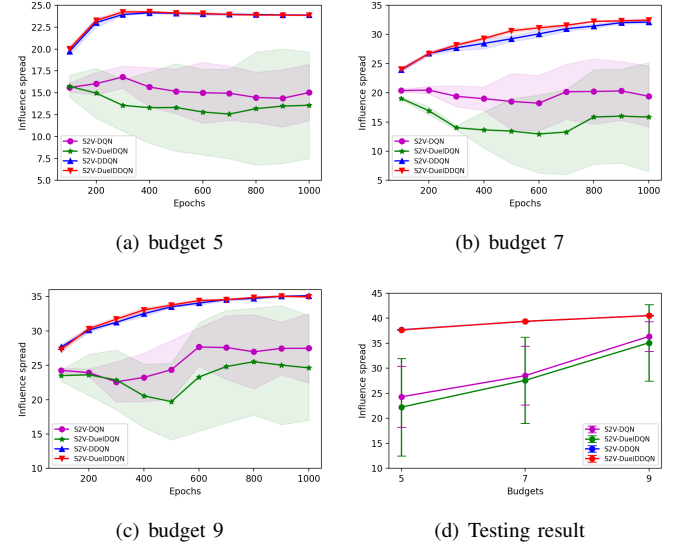 25.0
22.5
20.0
17.5
15.0
12.5
10.0
7.5
5.0
Influence spread
S2V-DQN
S2V-DuelDQN
S2V-DDQN
S2V-DuelDDQN
200 400 600 800 1000
Epochs
(a) budget 5
35
30
25
20
15
10
5
Influence spread
S2V-DQN
S2V-DuelDQN
S2V-DDQN
S2V-DuelDDQN
200 400 600 800 1000
Epochs
(b) budget 7
35
30
25
20
15
10
Influence spread
S2V-DQN
S2V-DuelDQN
S2V-DDQN
S2V-DuelDDQN
200 400 600 800 1000
Epochs
(c) budget 9
45
40
35
30
25
20
15
10
Influence spread
S2V-DQN
S2V-DuelDQN
S2V-DDQN
S2V-DuelDDQN
5 7 9
Budgets
(d) Testing result